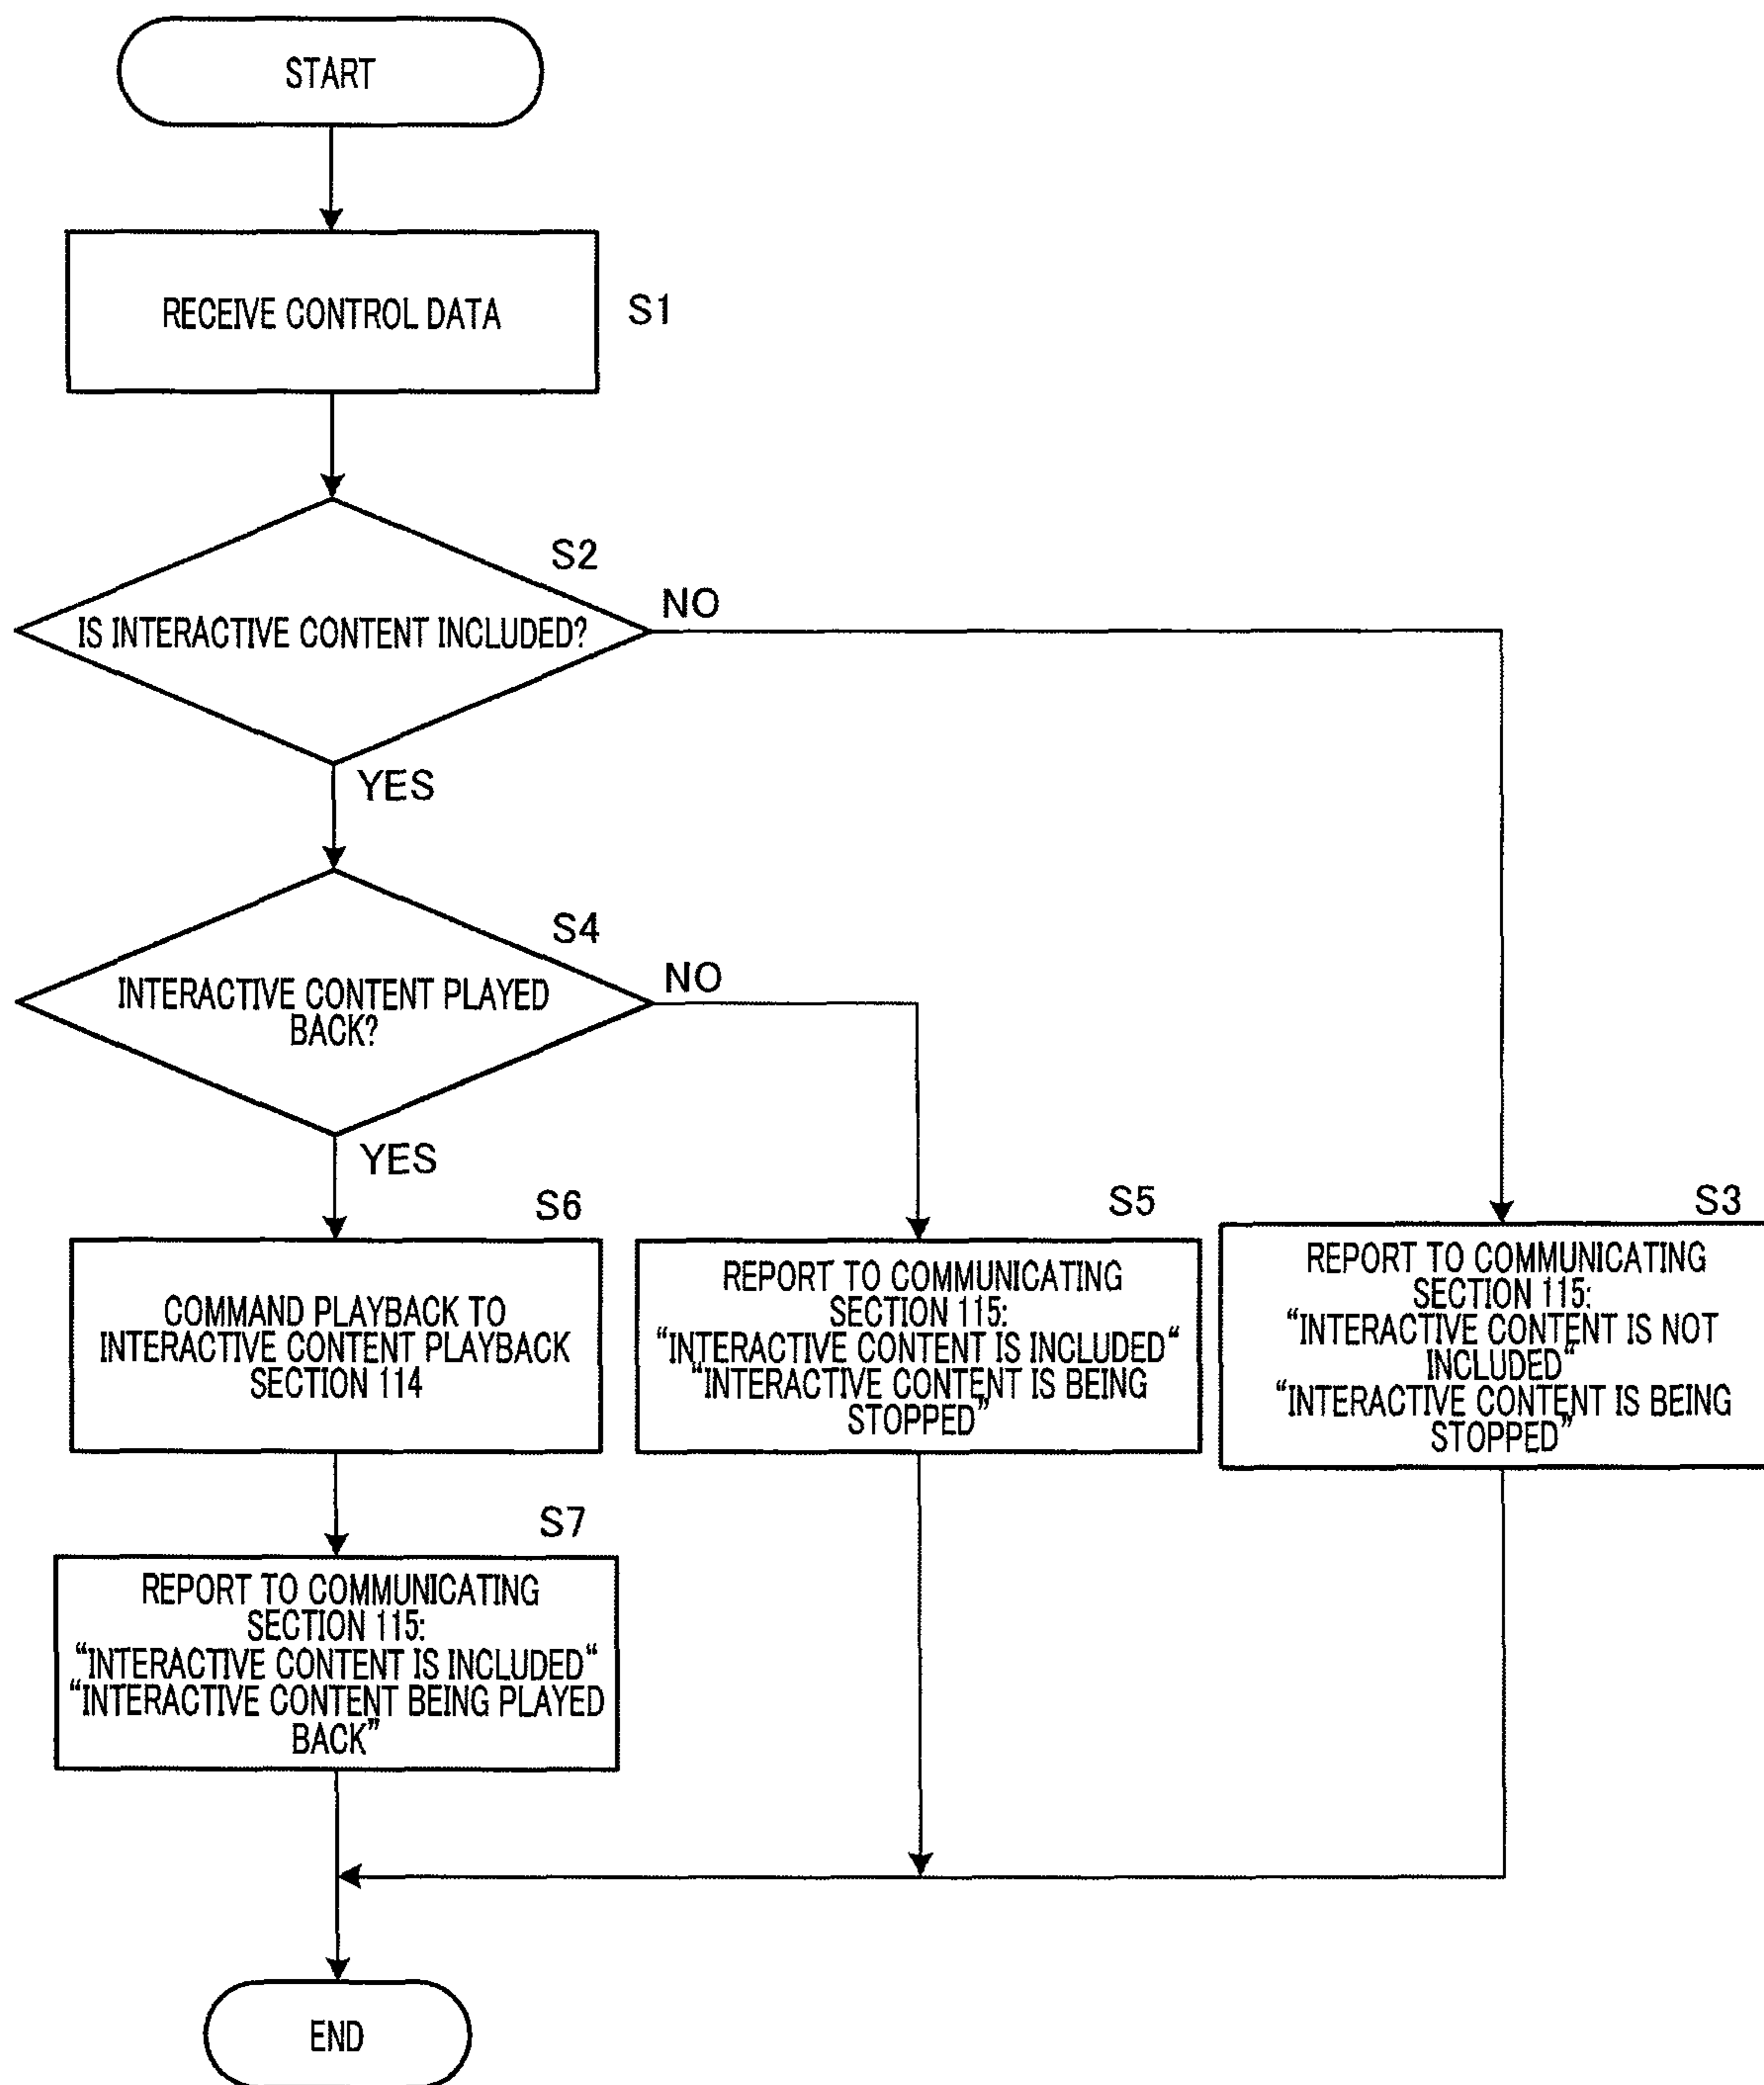 START
RECEIVE CONTROL DATA
S1
S2
IS INTERACTIVE CONTENT INCLUDED?
NO
YES
S4
INTERACTIVE CONTENT PLAYED
BACK?
NO
YES
S6
COMMAND PLAYBACK TO
INTERACTIVE CONTENT PLAYBACK
SECTION 114
S5
REPORT TO COMMUNICATING
SECTION 115:
“INTERACTIVE CONTENT IS INCLUDED“
“INTERACTIVE CONTENT IS BEING
STOPPED”
S3
REPORT TO COMMUNICATING
SECTION 115:
“INTERACTIVE CONTENT IS NOT
INCLUDED“
“INTERACTIVE CONTENT IS BEING
STOPPED”
S7
REPORT TO COMMUNICATING
SECTION 115:
“INTERACTIVE CONTENT IS INCLUDED“
“INTERACTIVE CONTENT BEING PLAYED
BACK”
END